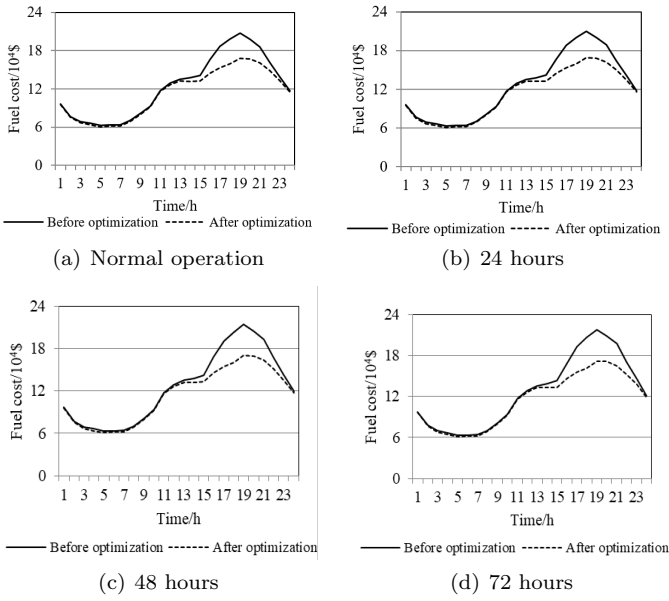 24
18
12
6
0
Fuel cost/10⁴$
1 3 5 7 9 11 13 15 17 19 21 23
Time/h
Before optimization After optimization
(a) Normal operation
24
18
12
6
0
Fuel cost/10⁴$
1 3 5 7 9 11 13 15 17 19 21 23
Time/h
Before optimization After optimization
(b) 24 hours
24
18
12
6
0
Fuel cost/10⁴$
1 3 5 7 9 11 13 15 17 19 21 23
Time/h
Before optimization After optimization
(c) 48 hours
24
18
12
6
0
Fuel cost/10⁴$
1 3 5 7 9 11 13 15 17 19 21 23
Time/h
Before optimization After optimization
(d) 72 hours